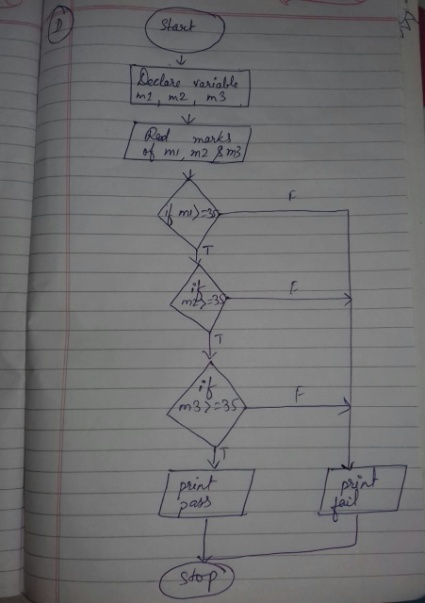 D
Start
Declare variable
m1, m2, m3
Red marks
of m1, m2 & m3
if m1>=35
F
T
if
m2>=35
F
T
if
m3>=35
F
T
print
pass
print
fail
Stop